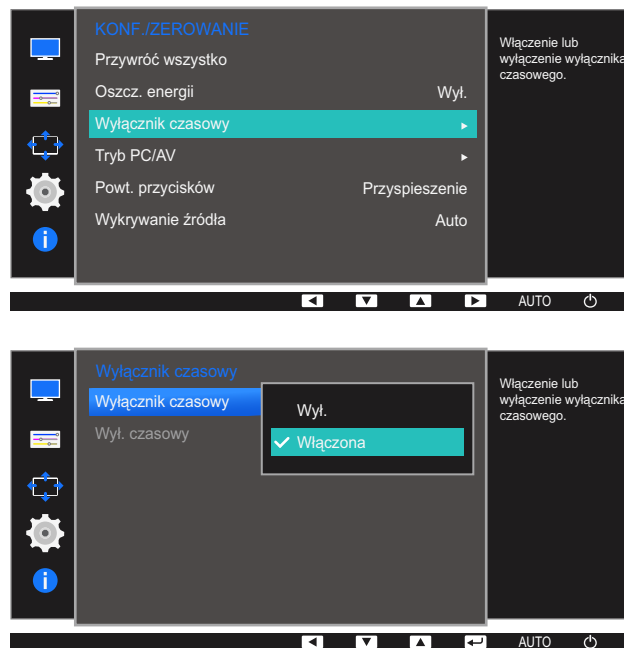 KONF./ZEROWANIE
Przywróć wszystko
Oszcz. energii Wył.
Wyłącznik czasowy
Tryb PC/AV
Powt. przycisków Przyspieszenie
Wykrywanie źródła Auto
Włączenie lub
wyłączenie wyłącznika
czasowego.
AUTO
Wyłącznik czasowy
Wyłącznik czasowy
Wył. czasowy
Wył.
Włączona
Włączenie lub
wyłączenie wyłącznika
czasowego.
AUTO